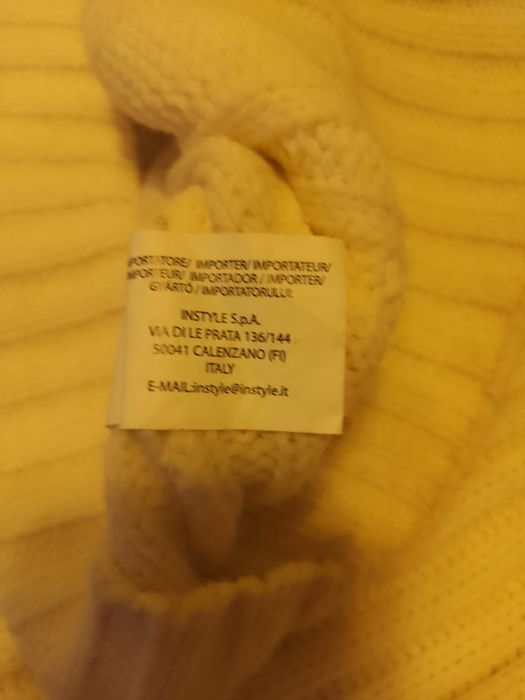 IMPORTATORE/ IMPORTER/ IMPORTATEUR/
IMPORTEUR/ IMPORTADOR / IMPORTER/
GYÁRTÓ / IMPORTATORULUI:
INSTYLE S.p.A.
VIA DI LE PRATA 136/144
50041 CALENZANO (FI)
ITALY
E-MAIL:instyle@instyle.it